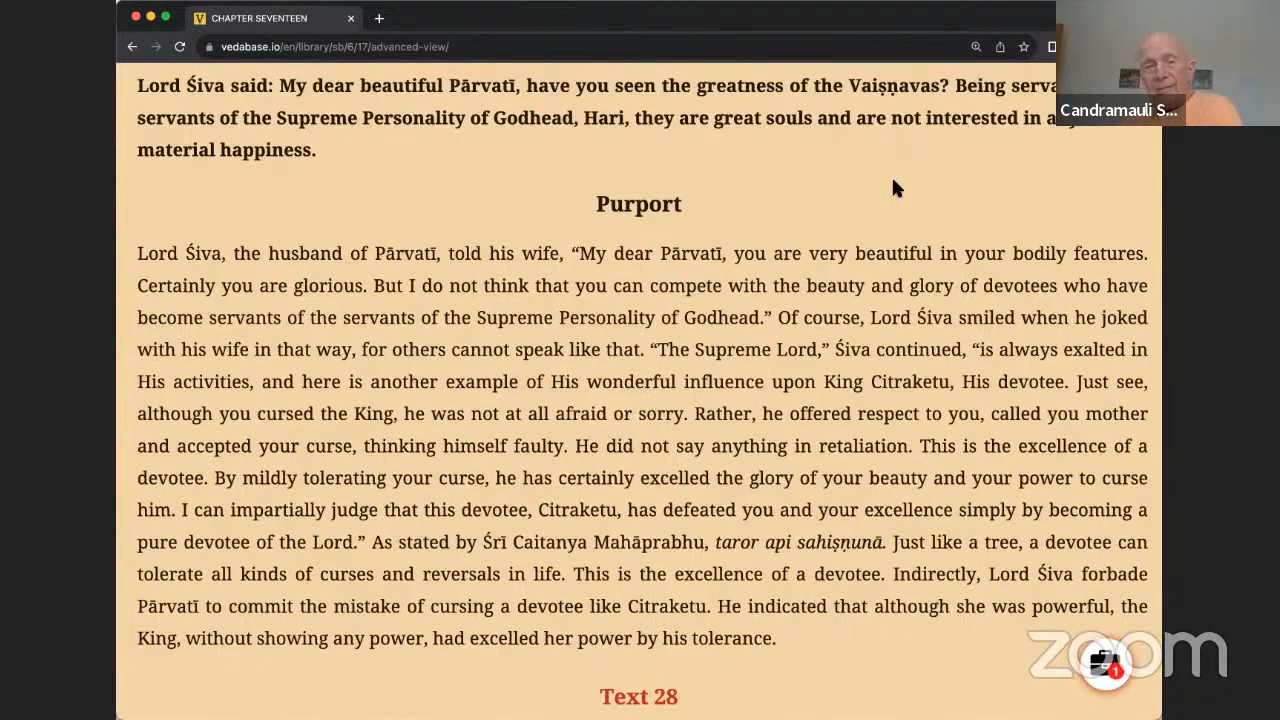 CHAPTER SEVENTEEN
vedabase.io/en/library/sb/6/17/advanced-view/
Candramauli S...
Lord Śiva said: My dear beautiful Pārvatī, have you seen the greatness of the Vaiṣṇavas? Being
servants of the Supreme Personality of Godhead, Hari, they are great souls and are not interested in
material happiness.
Purport
Lord Śiva, the husband of Pārvatī, told his wife, “My dear Pārvatī, you are very beautiful in your bodily features.
Certainly you are glorious. But I do not think that you can compete with the beauty and glory of devotees who have
become servants of the servants of the Supreme Personality of Godhead.” Of course, Lord Śiva smiled when he joked
with his wife in that way, for others cannot speak like that. “The Supreme Lord,” Śiva continued, “is always exalted in
His activities, and here is another example of His wonderful influence upon King Citraketu, His devotee. Just see,
although you cursed the King, he was not at all afraid or sorry. Rather, he offered respect to you, called you mother
and accepted your curse, thinking himself faulty. He did not say anything in retaliation. This is the excellence of a
devotee. By mildly tolerating your curse, he has certainly excelled the glory of your beauty and your power to curse
him. I can impartially judge that this devotee, Citraketu, has defeated you and your excellence simply by becoming a
pure devotee of the Lord.” As stated by Śrī Caitanya Mahāprabhu, taror api sahiṣṇunā. Just like a tree, a devotee can
tolerate all kinds of curses and reversals in life. This is the excellence of a devotee. Indirectly, Lord Śiva forbade
Pārvatī to commit the mistake of cursing a devotee like Citraketu. He indicated that although she was powerful, the
King, without showing any power, had excelled her power by his tolerance.
zoom
1
Text 28